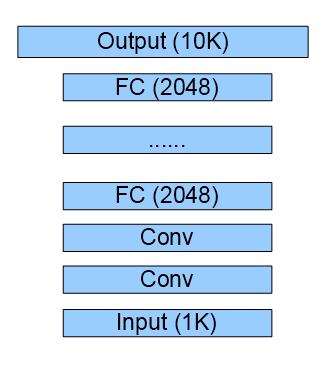 Output (10K)
FC (2048)
......
FC (2048)
Conv
Conv
Input (1K)